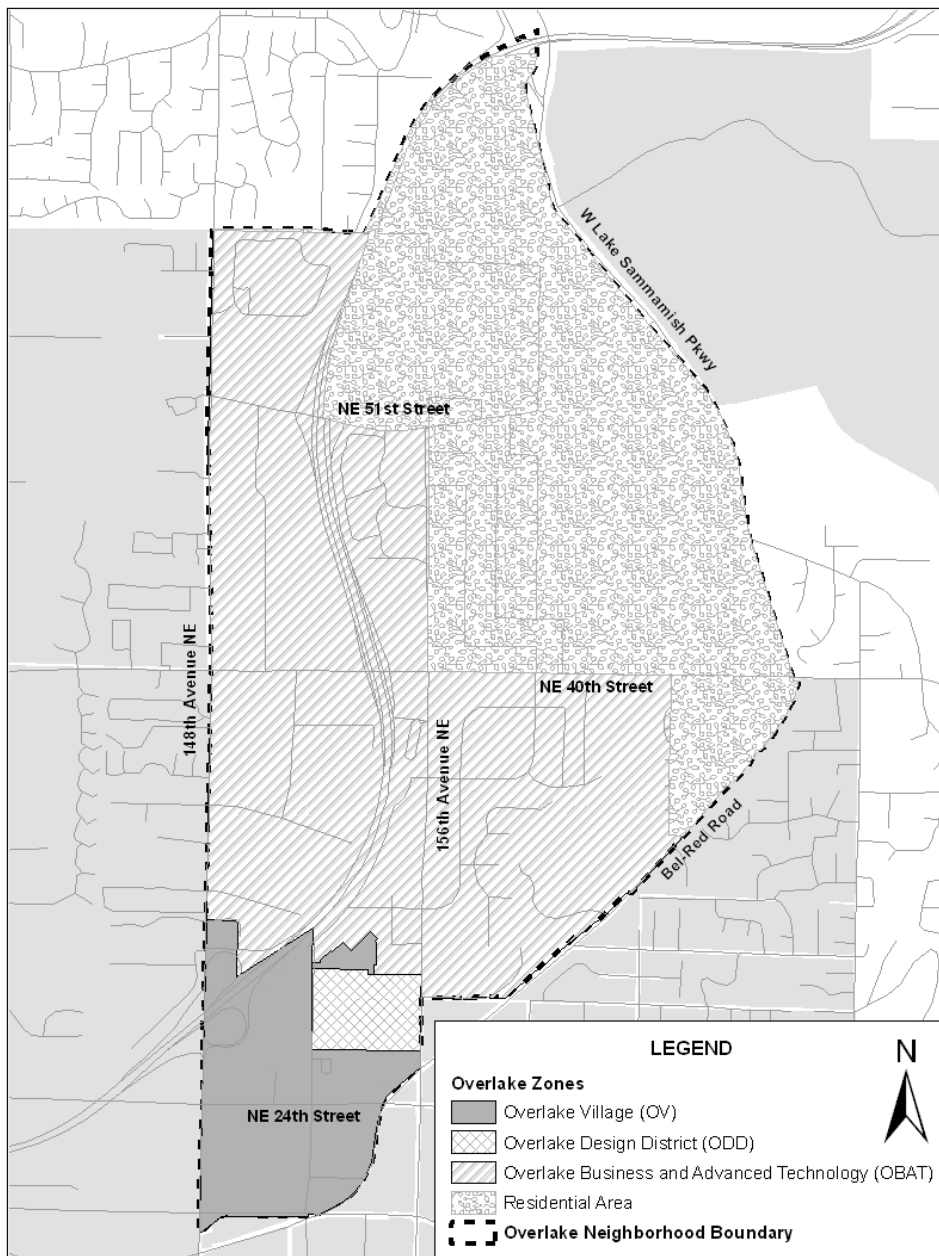 W Lake Sammamish Pkwy
NE 51st Street
NE 40th Street
148th Avenue NE
156th Avenue NE
Bel-Red Road
NE 24th Street
LEGEND
N
Overlake Zones
Overlake Village (OV)
Overlake Design District (ODD)
Overlake Business and Advanced Technology (OBAT)
Residential Area
Overlake Neighborhood Boundary